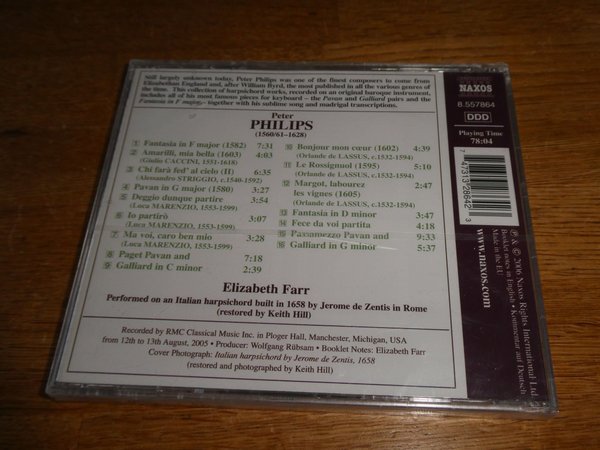 Still largely unknown today, Peter Philips was one of the finest composers to come from
Elizabethan England and, after William Byrd, the most published in all the various genres of
the time. This collection of harpsichord works, recorded on an original baroque instrument,
includes all of his most famous pieces for keyboard – the Pavan and Galliard pairs and the
Fantasia in F major – together with his sublime song and madrigal transcriptions.
Peter
PHILIPS
(1560/61-1628)
1 Fantasia in F major (1582) 7:31
2 Amarilli, mia bella (1603) 4:03
(Giulio CACCINI, 1551-1618)
3 Chi farà fed' al cielo (II) 6:35
(Alessandro STRIGGIO, c.1540-1592)
4 Pavan in G major (1580) 3:27
5 Deggio dunque partire 3:54
(Luca MARENZIO, 1553-1599)
6 Io partirò 3:07
(Luca MARENZIO, 1553-1599)
7 Ma voi, caro ben mio 3:28
(Luca MARENZIO, 1553-1599)
8 Paget Pavan and 7:18
9 Galliard in C minor 2:39
10 Bonjour mon cœur (1602) 4:39
(Orlande de LASSUS, c.1532-1594)
11 Le Rossignuol (1595) 5:10
(Orlande de LASSUS, c.1532-1594)
12 Margot, labourez 2:47
les vignes (1605)
(Orlande de LASSUS, c.1532-1594)
13 Fantasia in D minor 3:47
14 Fece da voi partita 4:18
15 Passamezzo Pavan and 9:33
16 Galliard in G minor 5:37
Elizabeth Farr
Performed on an Italian harpsichord built in 1658 by Jerome de Zentis in Rome
(restored by Keith Hill)
Recorded by RMC Classical Music Inc. in Ploger Hall, Manchester, Michigan, USA
from 12th to 13th August, 2005 • Producer: Wolfgang Rübsam • Booklet Notes: Elizabeth Farr
Cover Photograph: Italian harpsichord by Jerome de Zentis, 1658
(restored and photographed by Keith Hill)
NAXOS
8.557864
DDD
Playing Time
78:04
7 47313 28642 3
www.naxos.com
℗ & © 2006 Naxos Rights International Ltd.
Booklet notes in English • Kommentar auf Deutsch
Made in the EU